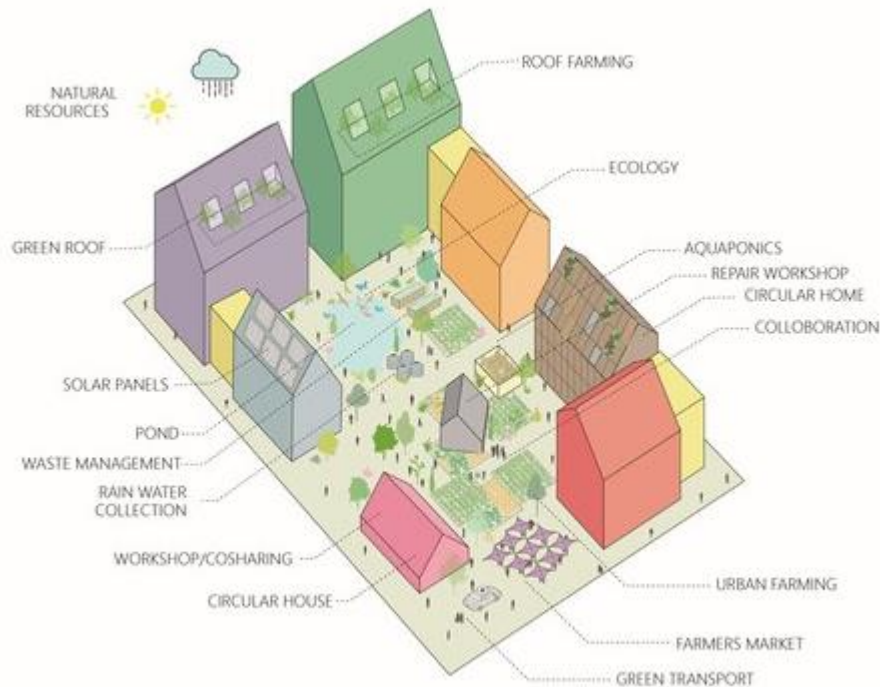 ROOF FARMING
NATURAL
RESOURCES
ECOLOGY
GREEN ROOF
AQUAPONICS
REPAIR WORKSHOP
CIRCULAR HOME
COLLOBORATION
SOLAR PANELS
POND
WASTE MANAGEMENT
RAIN WATER
COLLECTION
WORKSHOP/COSHARING
URBAN FARMING
CIRCULAR HOUSE
FARMERS MARKET
GREEN TRANSPORT